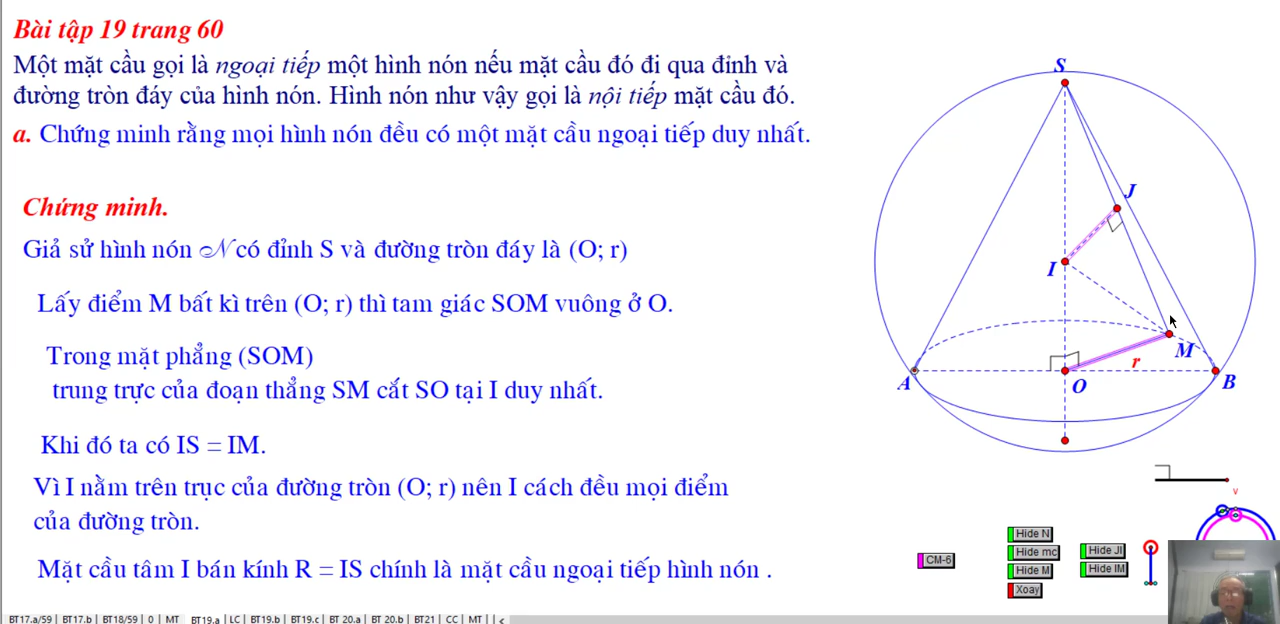 Bài tập 19 trang 60
Một mặt cầu gọi là ngoại tiếp một hình nón nếu mặt cầu đó đi qua đỉnh và
đường tròn đáy của hình nón. Hình nón như vậy gọi là nội tiếp mặt cầu đó.
a. Chứng minh rằng mọi hình nón đều có một mặt cầu ngoại tiếp duy nhất.
Chứng minh.
Giả sử hình nón N có đỉnh S và đường tròn đáy là (O; r)
Lấy điểm M bất kì trên (O; r) thì tam giác SOM vuông ở O.
Trong mặt phẳng (SOM)
trung trực của đoạn thẳng SM cắt SO tại I duy nhất.
Khi đó ta có IS = IM.
Vì I nằm trên trục của đường tròn (O; r) nên I cách đều mọi điểm
của đường tròn.
Mặt cầu tâm I bán kính R = IS chính là mặt cầu ngoại tiếp hình nón .
S
J
I
M
r
A
O
B
v
CM-6
Hide N
Hide mc
Hide M
Xoay
Hide JI
Hide IM
BT17.a/59 | BT17.b | BT18/59 | 0 | MT | BT19.a | LC | BT19.b | BT19.c | BT 20.a | BT 20.b | BT21 | CC | MT | | <